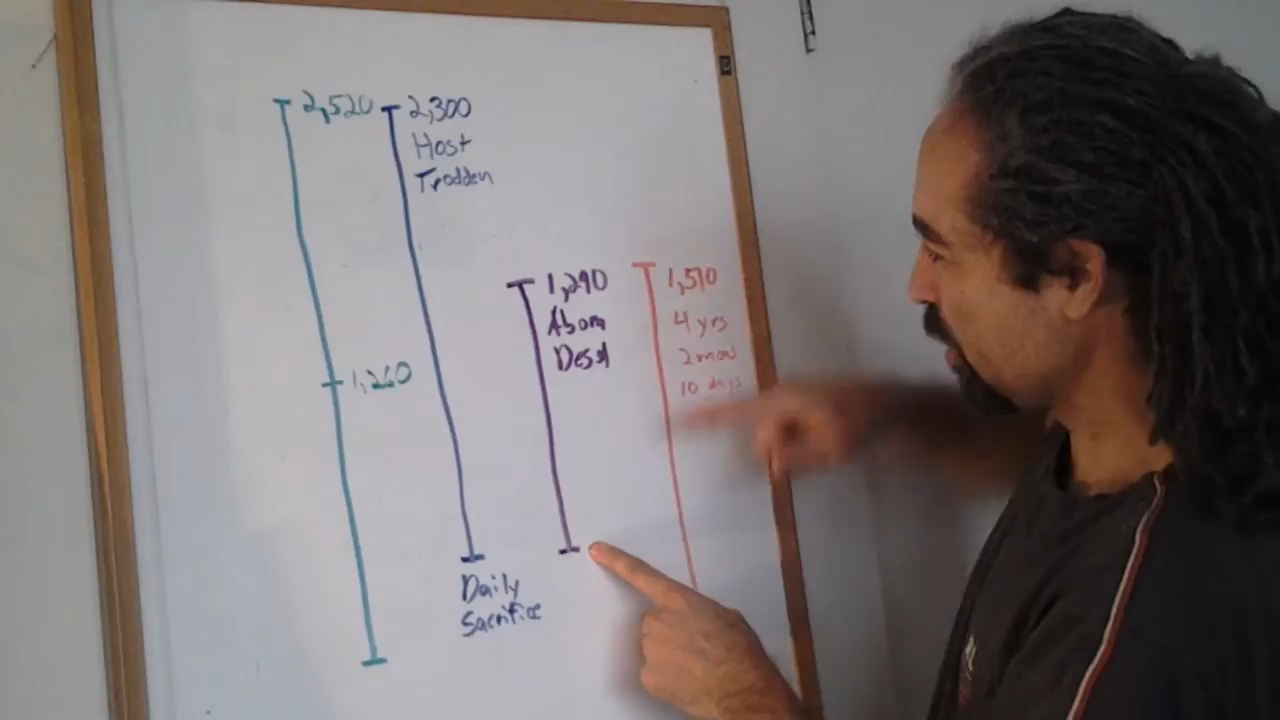 2,520
1,260
2,300
Host
Trodden
Daily
Sacrifice
1,290
Abom
Desol
1,510
4 yrs
2 mon
10 days